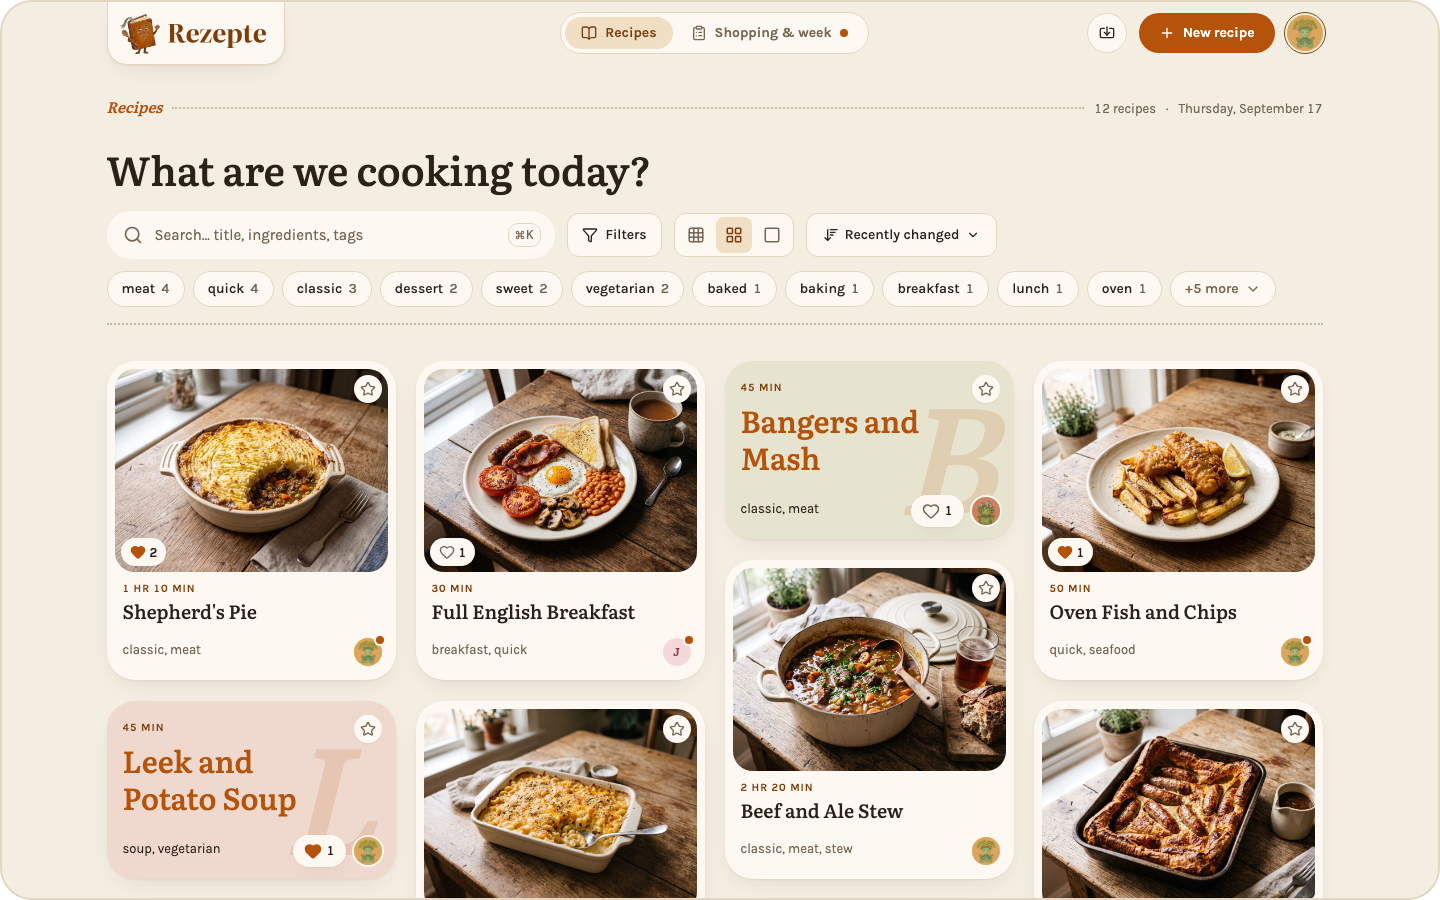 Rezepte
Recipes
Shopping & week
New recipe
Recipes
12 recipes · Thursday, September 17
What are we cooking today?
Search... title, ingredients, tags
⌘K
Filters
Recently changed
meat 4
quick 4
classic 3
dessert 2
sweet 2
vegetarian 2
baked 1
baking 1
breakfast 1
lunch 1
oven 1
+5 more
2
1 HR 10 MIN
Shepherd's Pie
classic, meat
1
30 MIN
Full English Breakfast
breakfast, quick
J
45 MIN
Bangers and
Mash
B
classic, meat
1
1
50 MIN
Oven Fish and Chips
quick, seafood
45 MIN
Leek and
Potato Soup
L
soup, vegetarian
1
2 HR 20 MIN
Beef and Ale Stew
classic, meat, stew